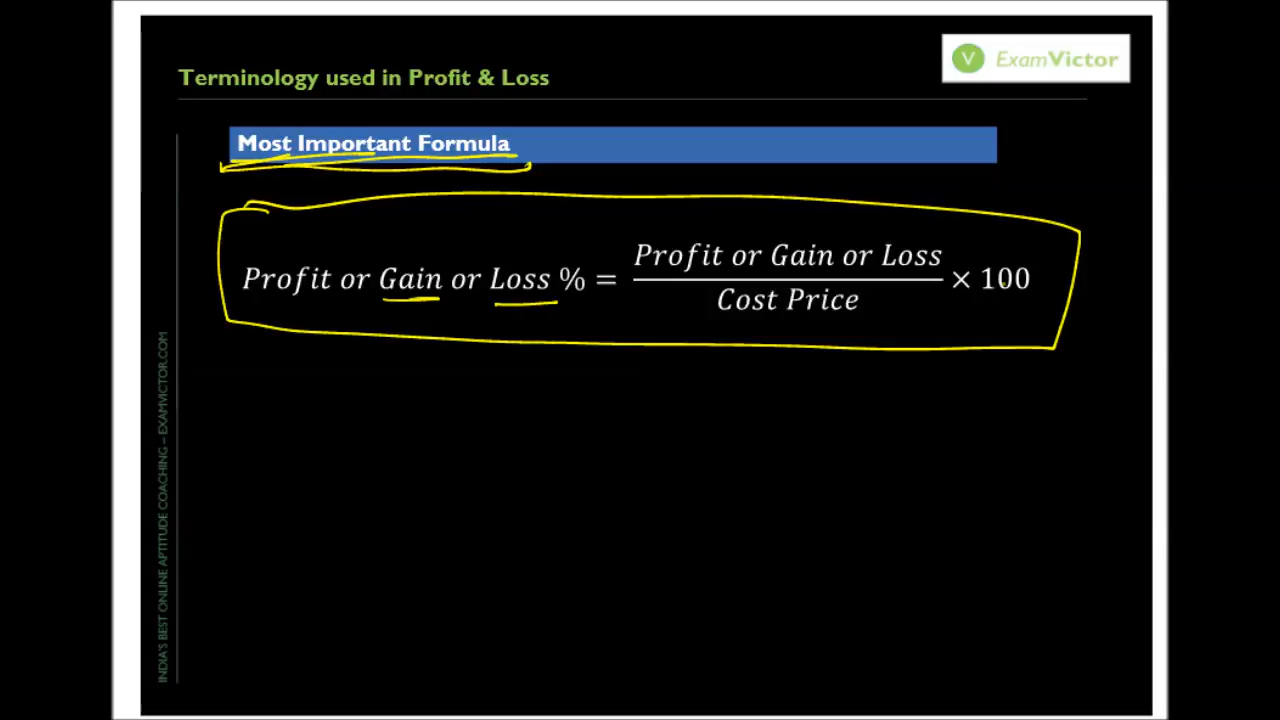 V ExamVictor
Terminology used in Profit & Loss
Most Important Formula
Profit or Gain or Loss % = Profit or Gain or Loss / Cost Price × 100
INDIA'S BEST ONLINE APTITUDE COACHING – EXAMVICTOR.COM